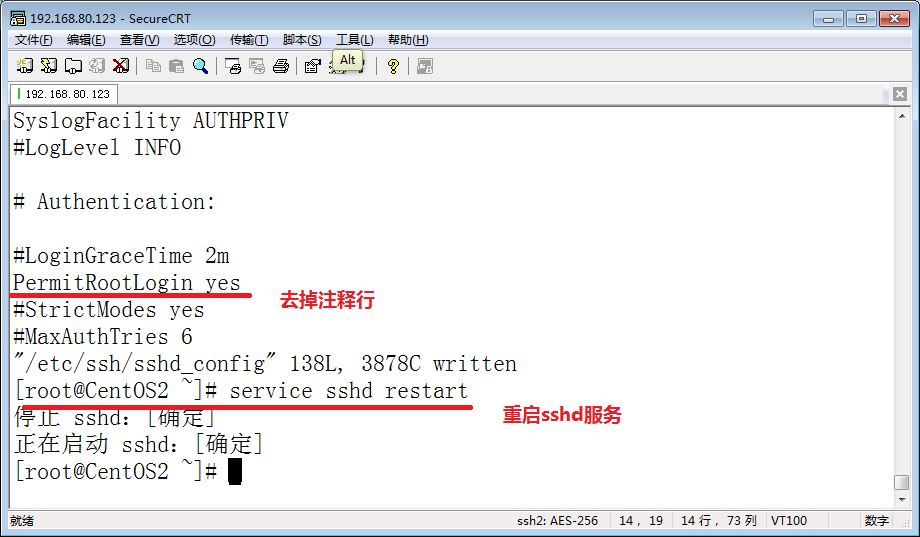 192.168.80.123 - SecureCRT
文件(F) 编辑(E) 查看(V) 选项(O) 传输(T) 脚本(S) 工具(L) 帮助(H)
Alt
192.168.80.123
SyslogFacility AUTHPRIV
#LogLevel INFO
# Authentication:
#LoginGraceTime 2m
PermitRootLogin yes
去掉注释行
#StrictModes yes
#MaxAuthTries 6
"/etc/ssh/sshd_config" 138L, 3878C written
[root@CentOS2 ~]# service sshd restart
重启sshd服务
停止 sshd：[确定]
正在启动 sshd：[确定]
[root@CentOS2 ~]#
就绪 ssh2: AES-256 14， 19 14 行， 73 列 VT100 数字